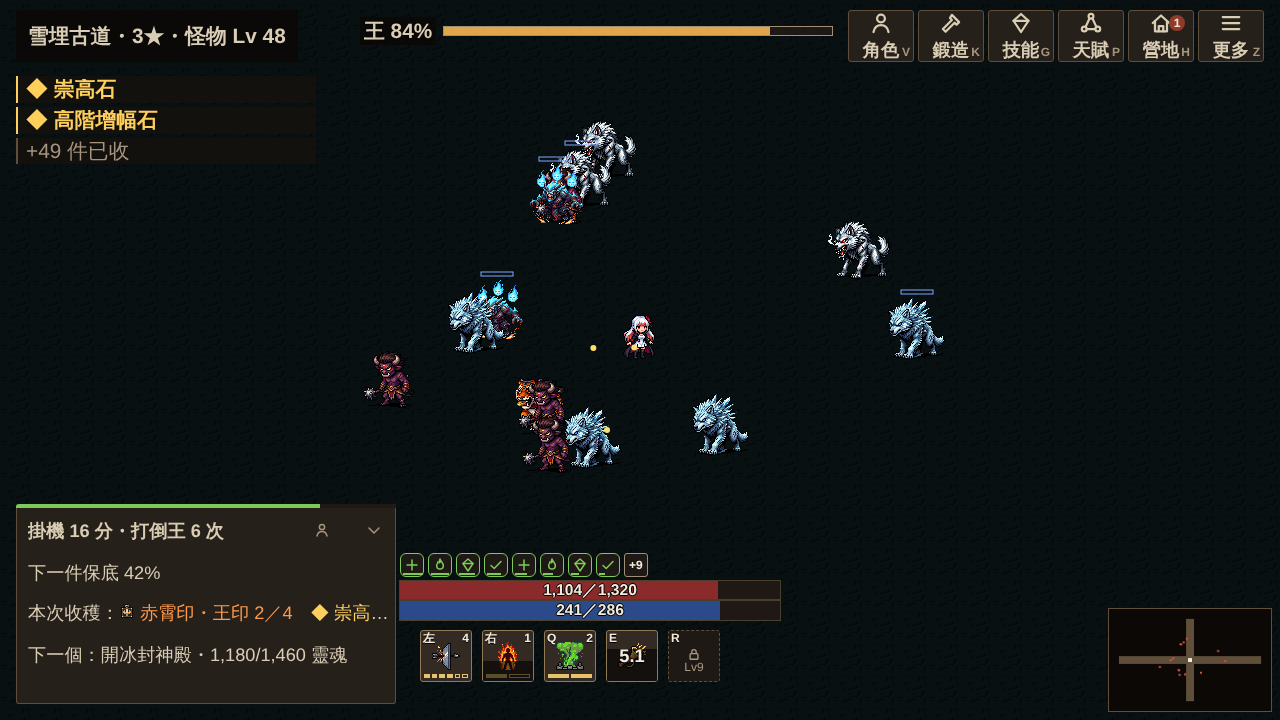 雪埋古道・3★・怪物 Lv 48
王 84%
角色 V
鍛造 K
技能 G
天賦 P
營地 H
1
更多 Z
崇高石
高階增幅石
+49 件已收
掛機 16 分・打倒王 6 次
下一件保底 42%
本次收穫： 赤霄印・王印 2／4 崇高…
下一個：開冰封神殿・1,180/1,460 靈魂
+9
1,104／1,320
241／286
左 4
右 1
Q 2
E 5.1
R Lv9